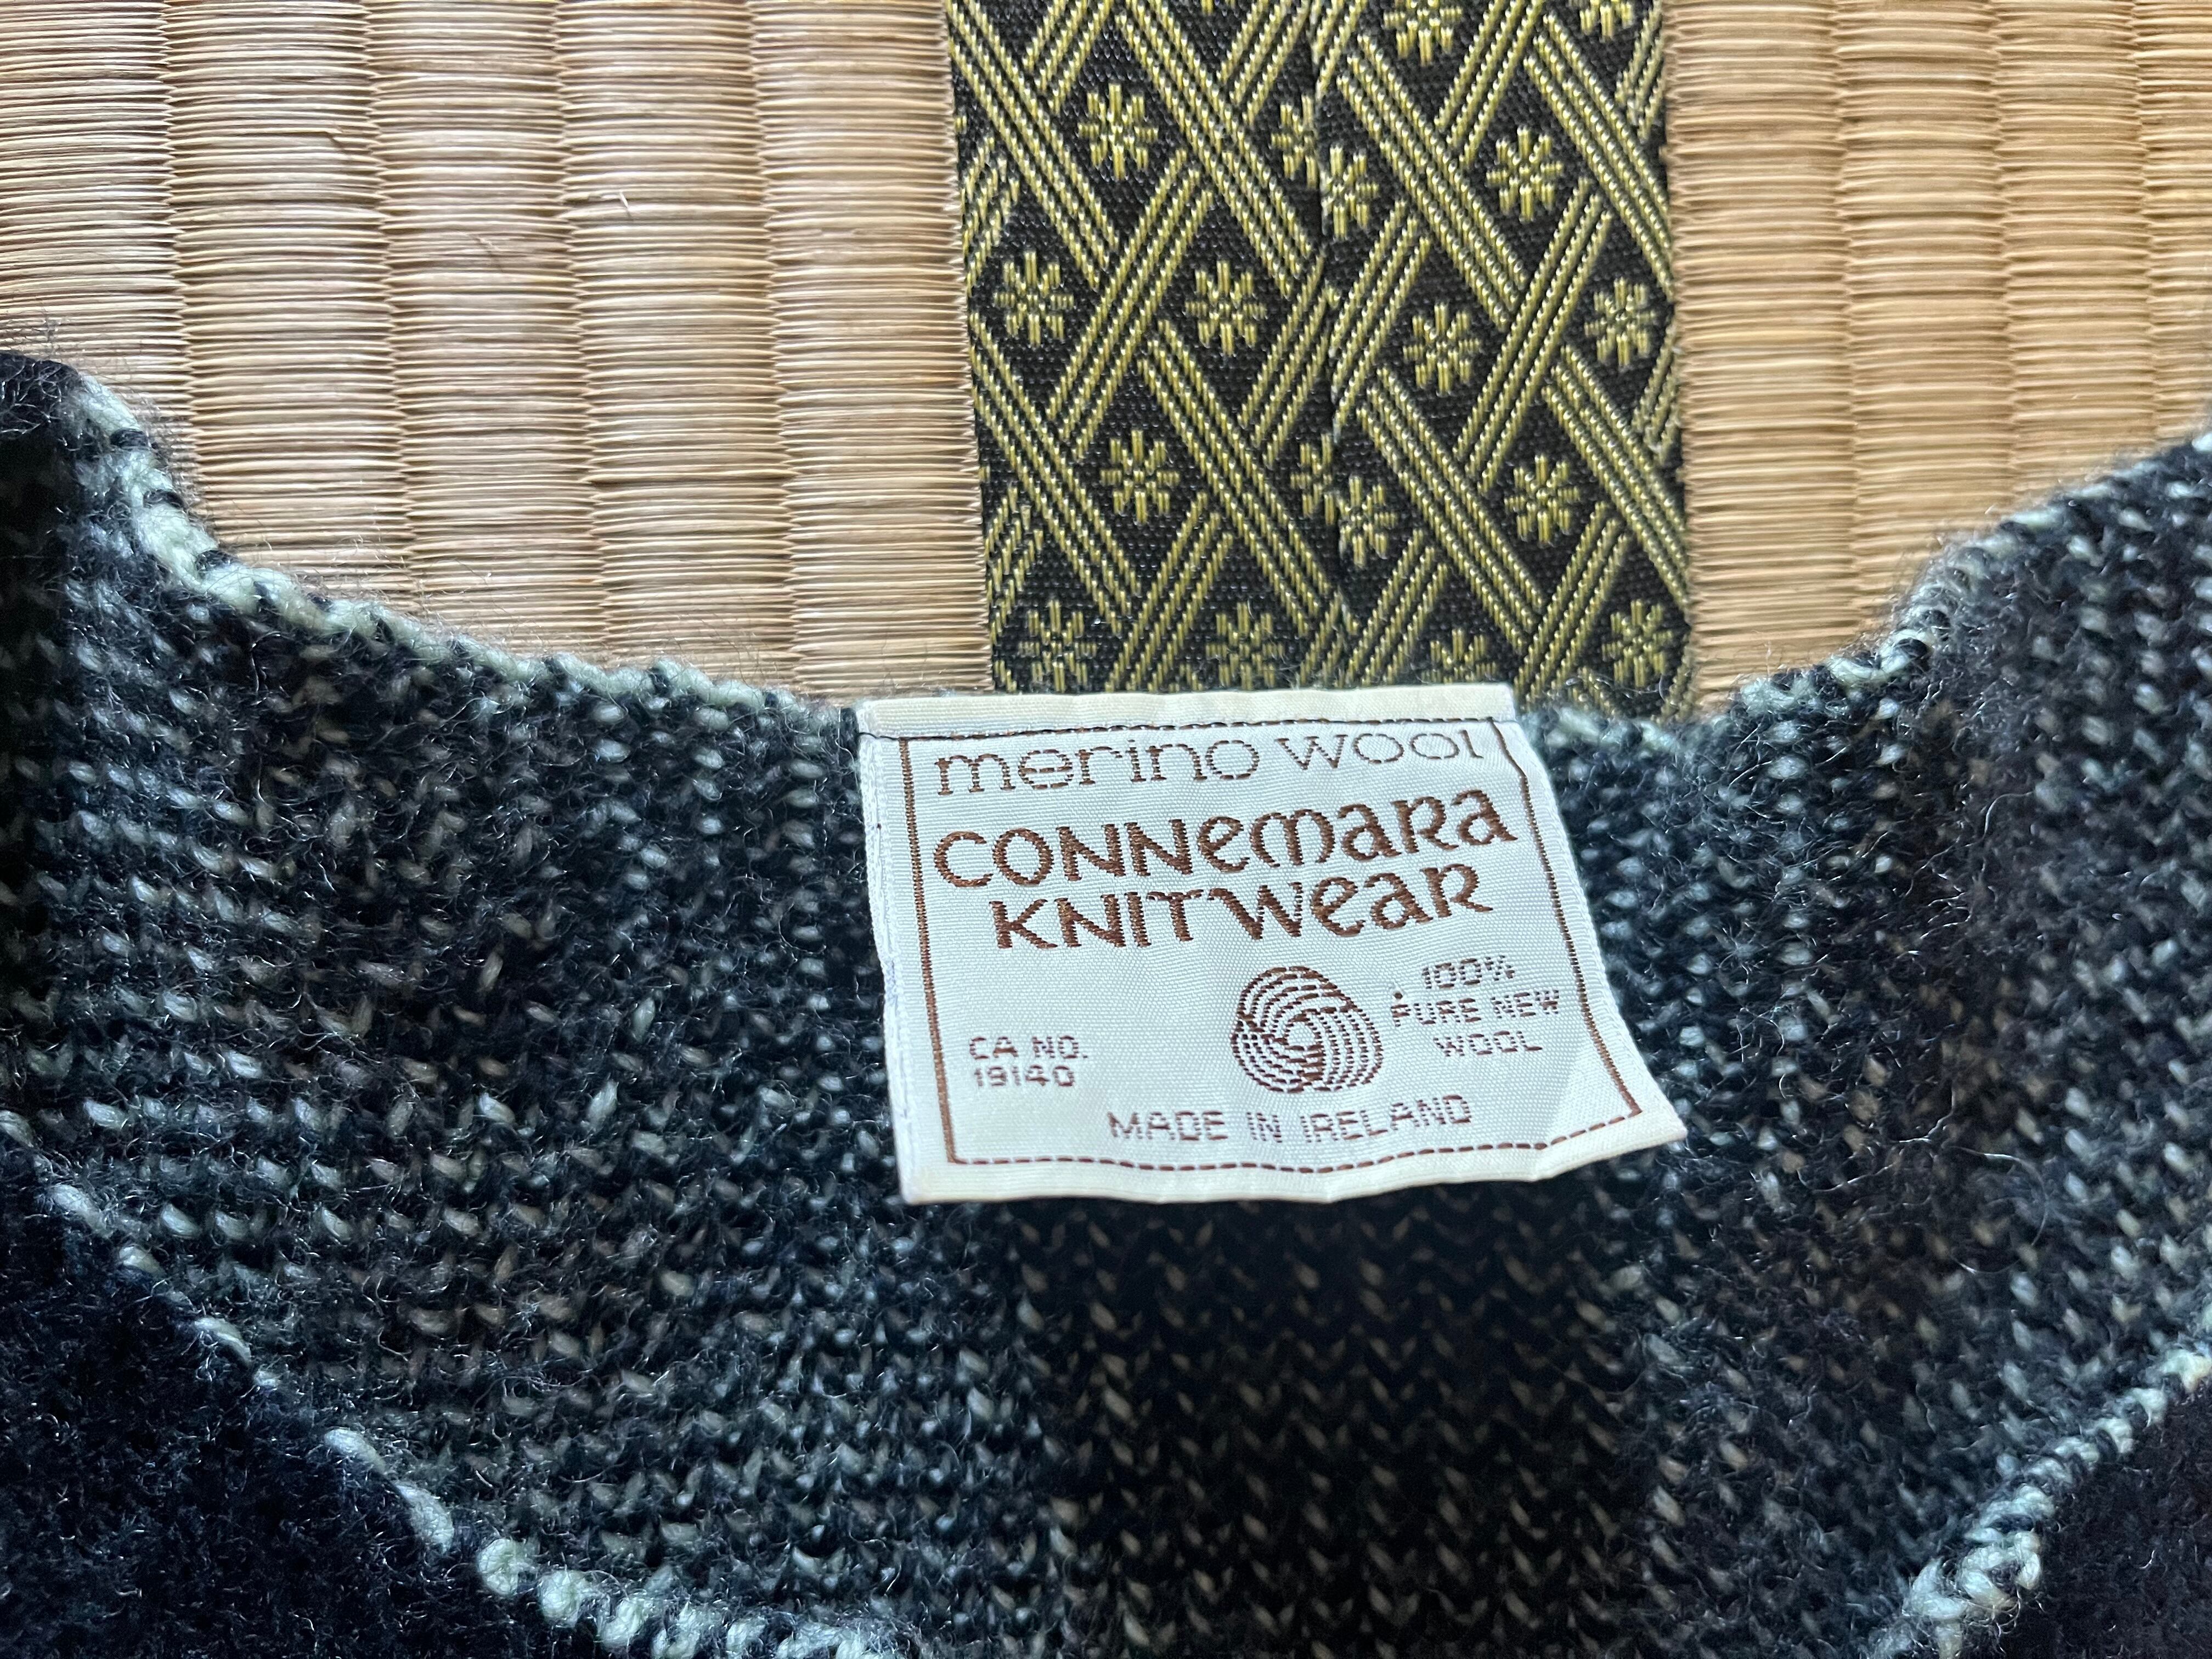 merino wool
CONNemaRa
KNITWeaR
100%
PURE NEW
WOOL
CA NO.
19140
MADE IN IRELAND